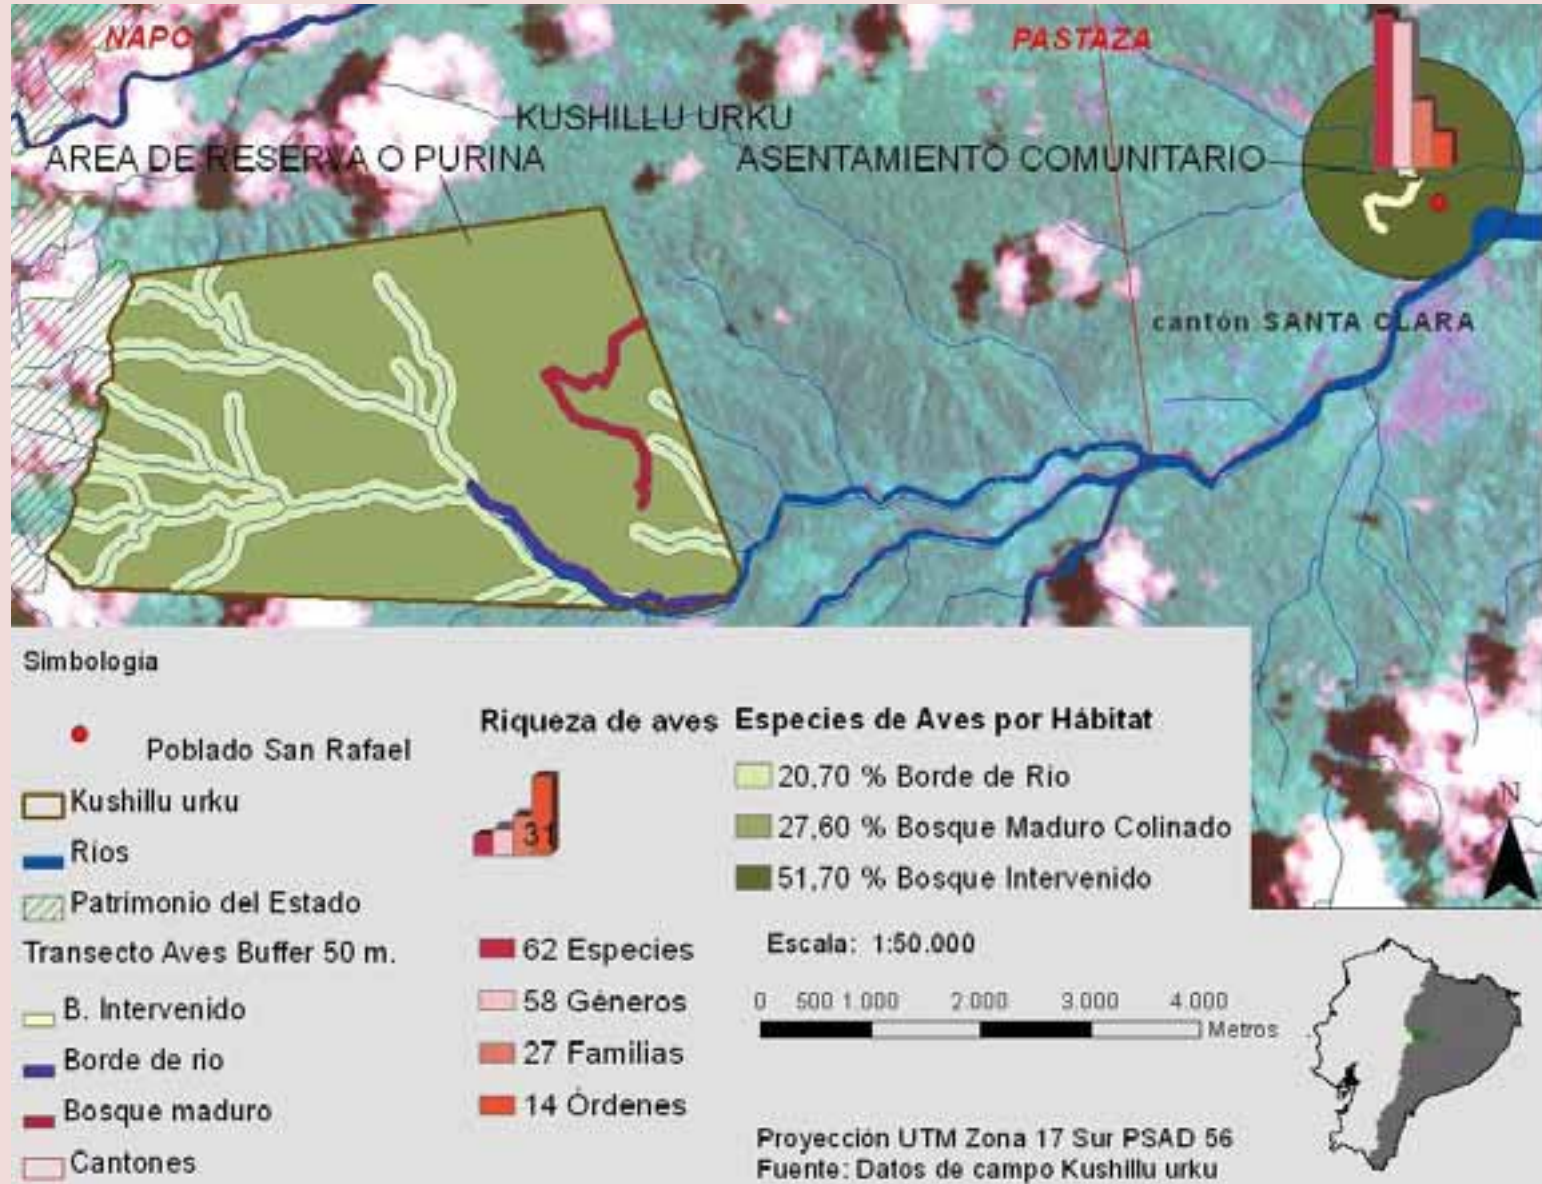 NAPO
PASTAZA
KUSHILLU URKU
AREA DE RESERVA O PURINA
ASENTAMIENTO COMUNITARIO
cantón SANTA CLARA
Simbología
Poblado San Rafael
Kushillu urku
Ríos
Patrimonio del Estado
Transecto Aves Buffer 50 m.
B. Intervenido
Borde de rio
Bosque maduro
Cantones
Riqueza de aves
31
62 Especies
58 Géneros
27 Familias
14 Órdenes
Especies de Aves por Hábitat
20,70 % Borde de Río
27,60 % Bosque Maduro Colinado
51,70 % Bosque Intervenido
Escala: 1:50.000
0 500 1.000 2.000 3.000 4.000
Metros
Proyección UTM Zona 17 Sur PSAD 56
Fuente: Datos de campo Kushillu urku
N